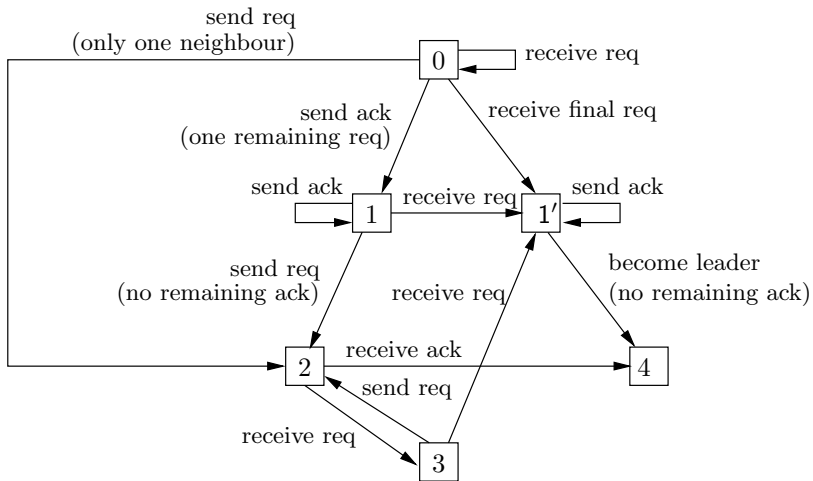 send req
(only one neighbour)
0
receive req
send ack
(one remaining req)
receive final req
send ack
1
receive req
1′
send ack
send req
(no remaining ack)
receive req
become leader
(no remaining ack)
2
receive ack
4
send req
receive req
3